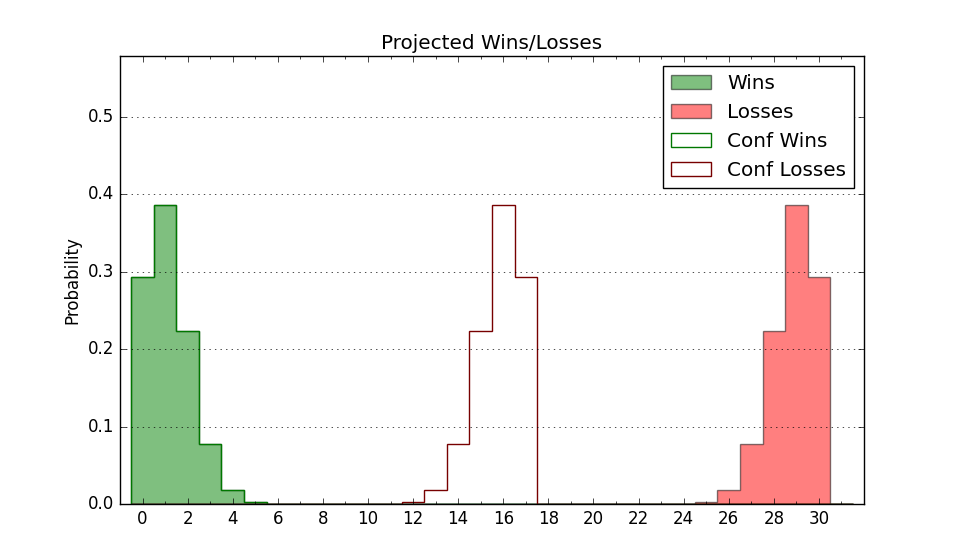 Projected Wins/Losses
Wins
Losses
Conf Wins
Conf Losses
Probability
0.5
0.4
0.3
0.2
0.1
0.0
0 2 4 6 8 10 12 14 16 18 20 22 24 26 28 30